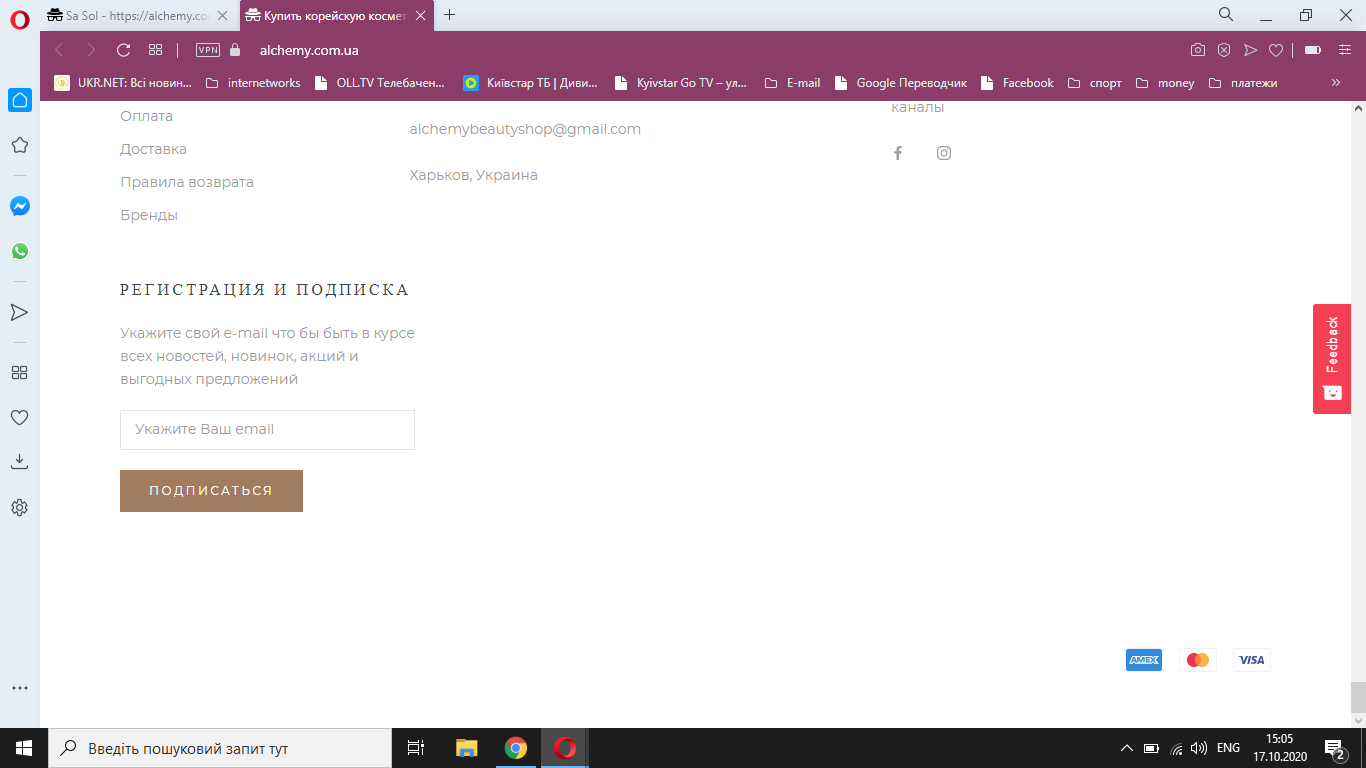 Sa Sol - https://alchemy.co
Купить корейскую космет
VPN
alchemy.com.ua
UKR.NET: Всі новин...
internetworks
OLL.TV Телебачен...
Київстар ТБ | Диви...
Kyivstar Go TV – ул...
E-mail
Google Переводчик
Facebook
спорт
money
платежи
»
Оплата
Доставка
Правила возврата
Бренды
alchemybeautyshop@gmail.com
Харьков, Украина
каналы
РЕГИСТРАЦИЯ И ПОДПИСКА
Укажите свой e-mail что бы быть в курсе
всех новостей, новинок, акций и
выгодных предложений
Укажите Ваш email
ПОДПИСАТЬСЯ
Feedback
AMEX
VISA
Введіть пошуковий запит тут
ENG
15:05
17.10.2020
2